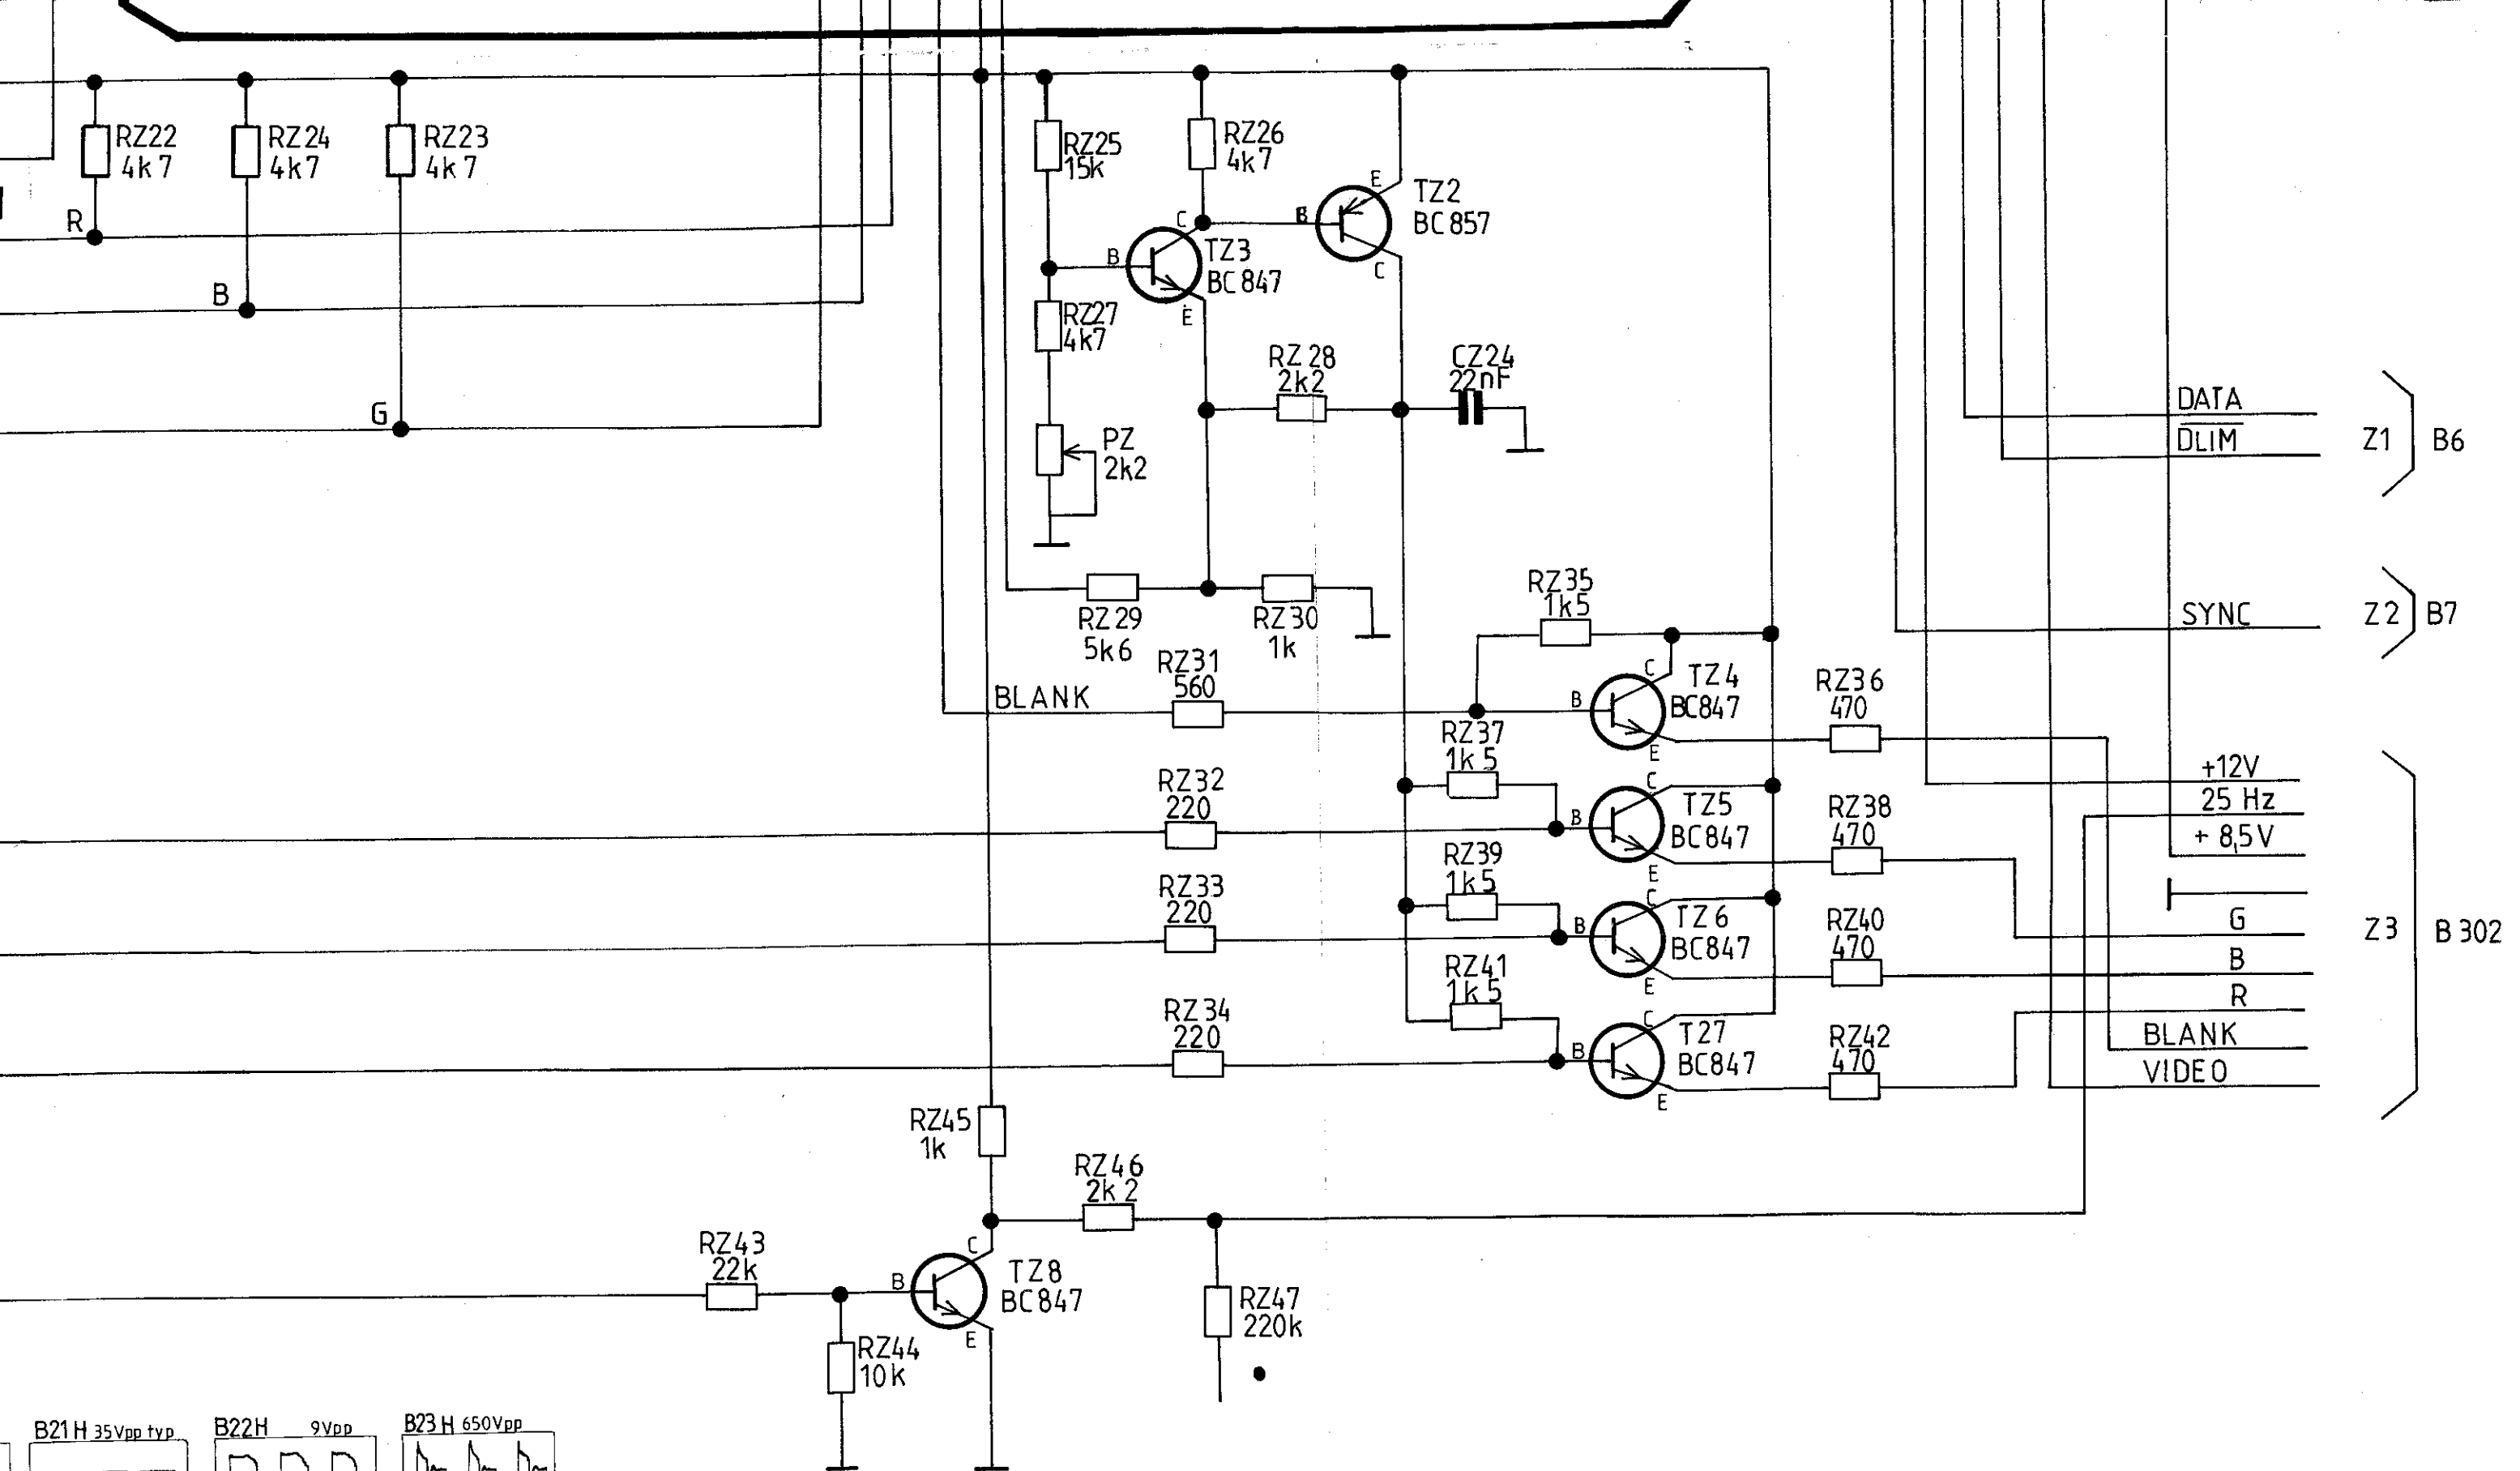 RZ22
4k7
RZ24
4k7
RZ23
4k7
R
B
G
RZ25
15k
RZ26
4k7
E
TZ2
BC857
C
B
C
B
TZ3
BC847
E
RZ27
4k7
RZ28
2k2
CZ24
22nF
PZ
2k2
DATA
DLIM
Z1
B6
RZ29
5k6
RZ30
1k
RZ35
1k5
SYNC
Z2
B7
BLANK
RZ31
560
B
C
TZ4
BC847
E
RZ36
470
RZ37
1k5
RZ32
220
B
C
TZ5
BC847
E
RZ38
470
+12V
25 Hz
+ 8,5V
RZ39
1k5
RZ33
220
B
C
TZ6
BC847
E
RZ40
470
G
B
R
BLANK
VIDEO
Z3
B302
RZ41
1k5
RZ34
220
B
C
T27
BC847
E
RZ42
470
RZ45
1k
RZ46
2k2
RZ43
22k
B
C
TZ8
BC847
E
RZ44
10k
RZ47
220k
B21H 35Vpp typ
B22H 9Vpp
B23H 650Vpp